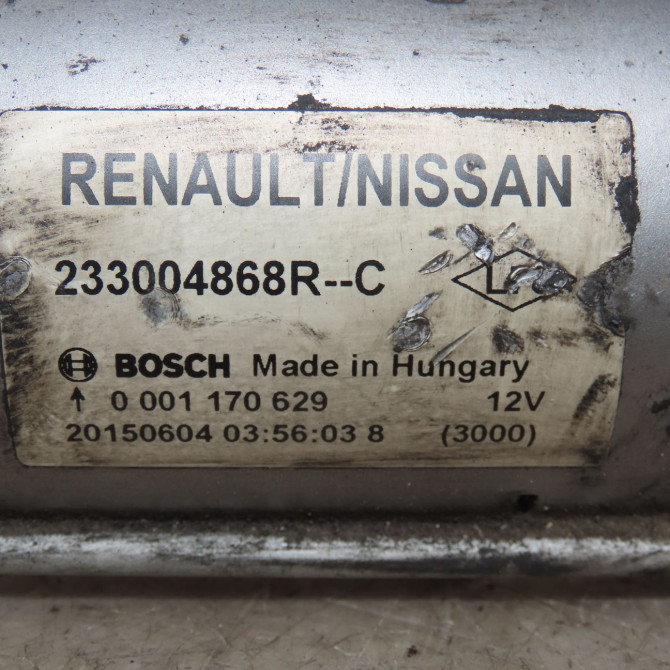 RENAULT/NISSAN
233004868R--C
BOSCH Made in Hungary
↑ 0 001 170 629 12V
20150604 03:56:03 8 (3000)